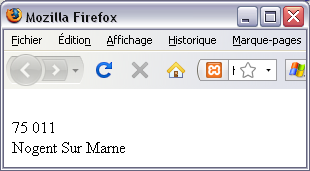 Mozilla Firefox
Fichier Édition Affichage Historique Marque-pages
75 011
Nogent Sur Marne